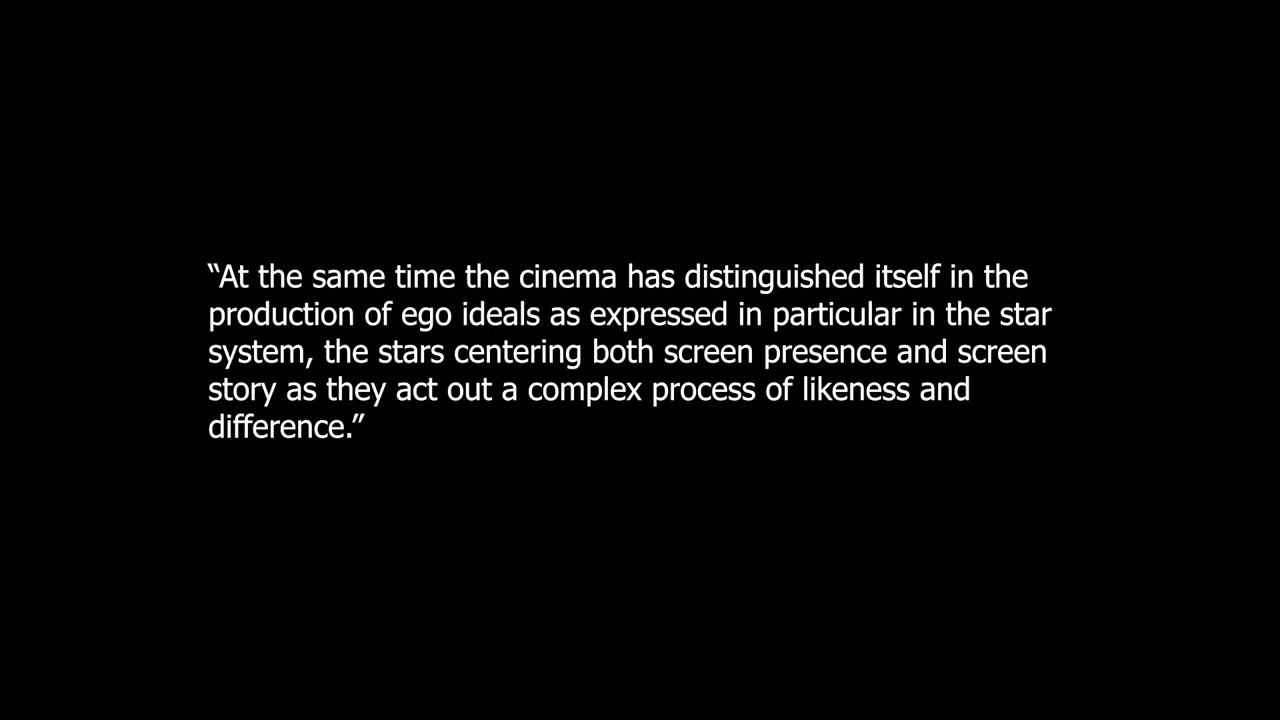 “At the same time the cinema has distinguished itself in the
production of ego ideals as expressed in particular in the star
system, the stars centering both screen presence and screen
story as they act out a complex process of likeness and
difference.”